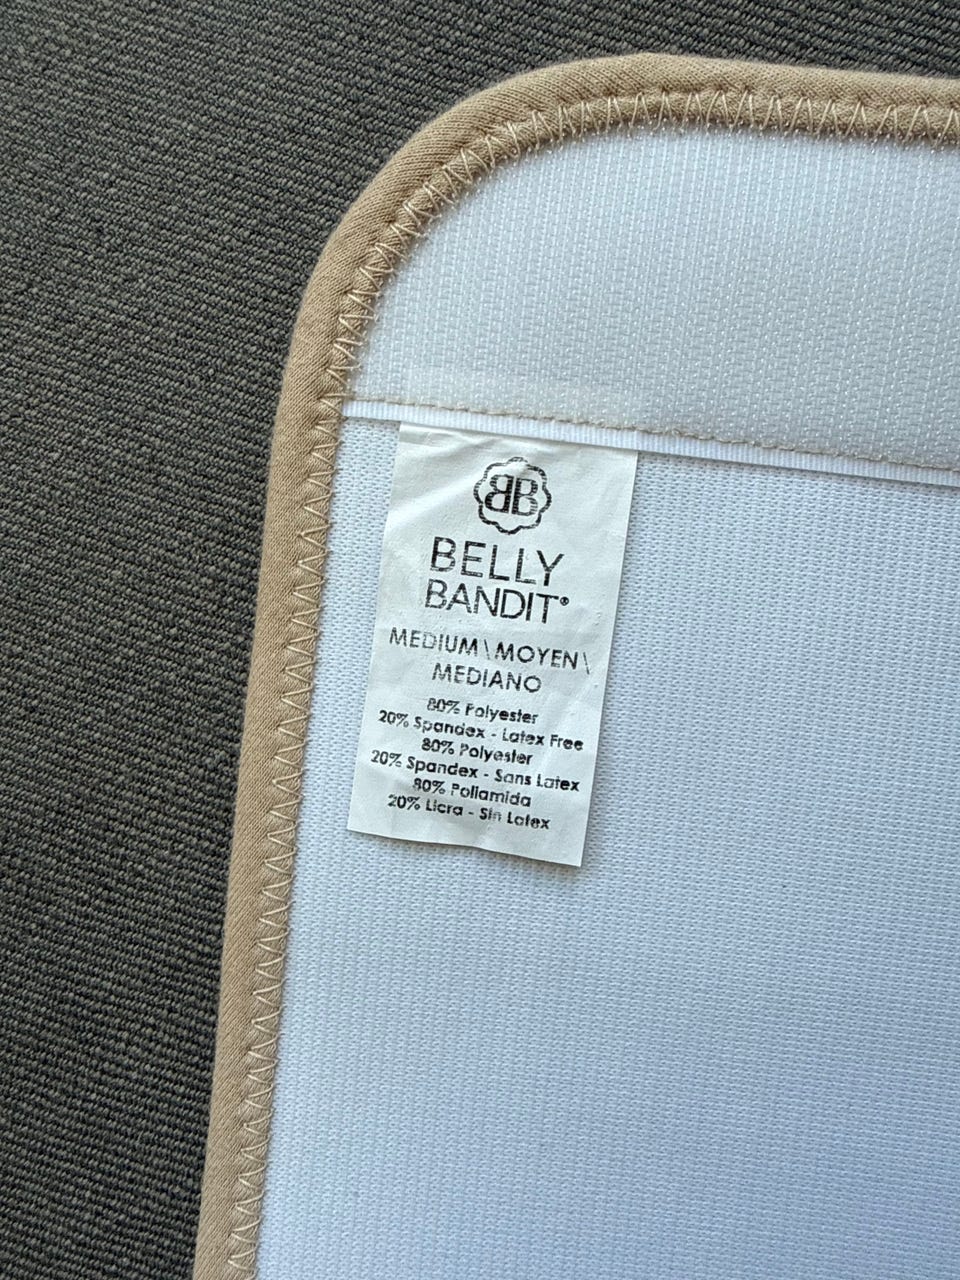 BB
BELLY
BANDIT®
MEDIUM \ MOYEN \
MEDIANO
80% Polyester
20% Spandex - Latex Free
80% Polyester
20% Spandex - Sans Latex
80% Poliamida
20% Licra - Sin Latex